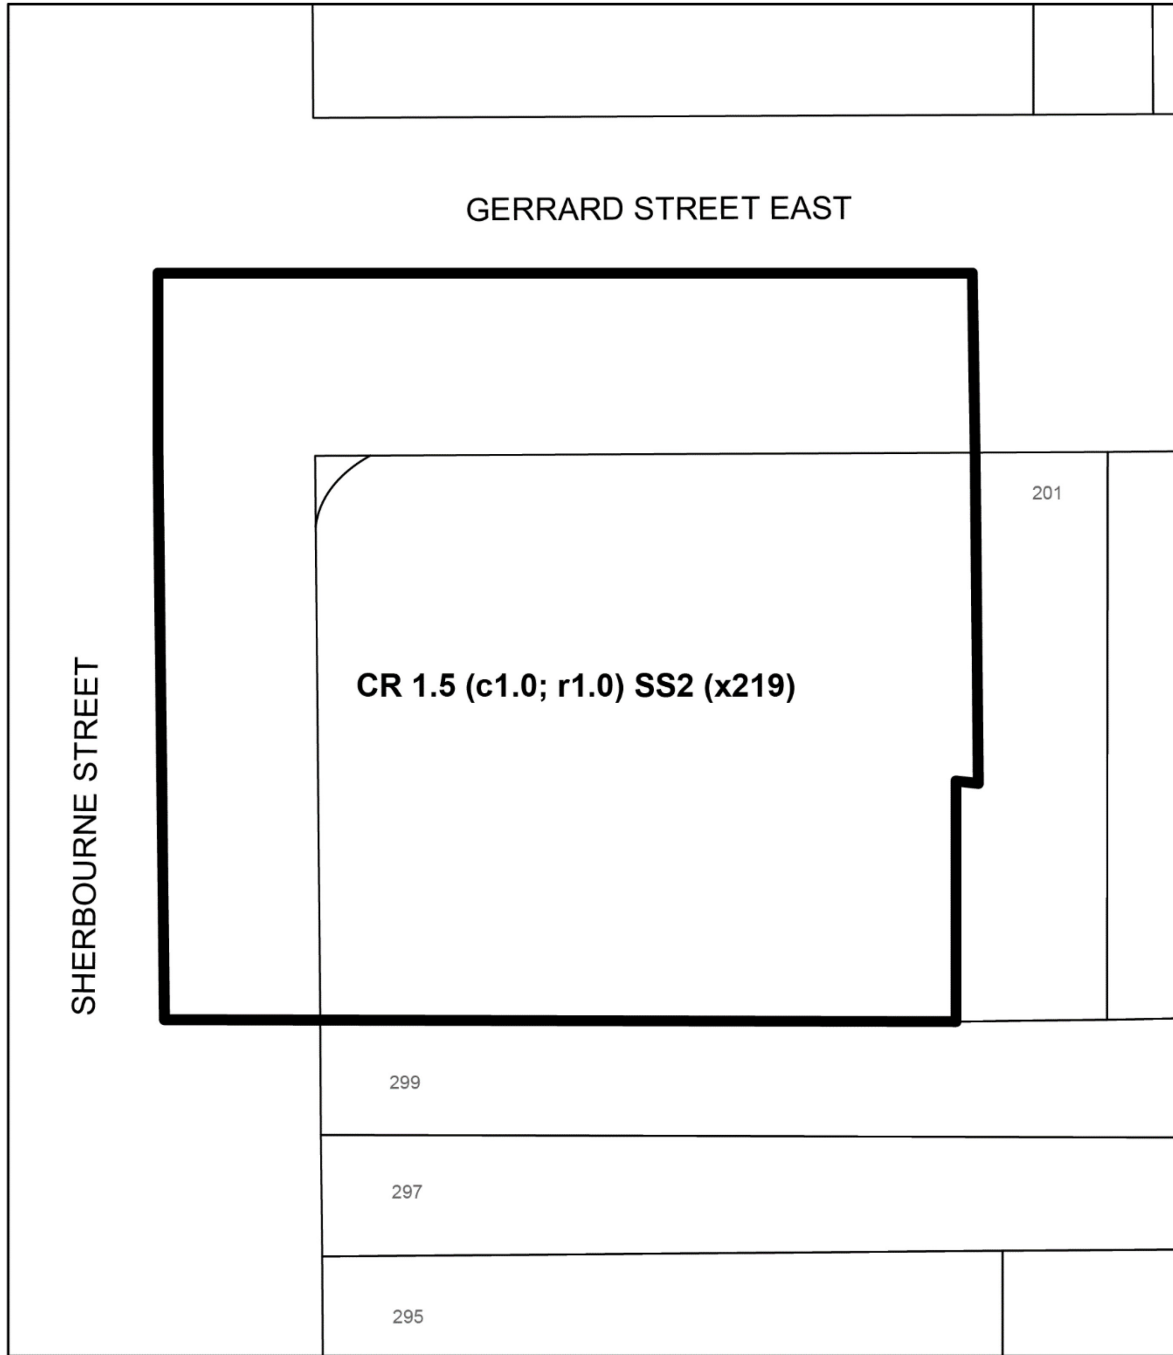 GERRARD STREET EAST
201
CR 1.5 (c1.0; r1.0) SS2 (x219)
SHERBOURNE STREET
299
297
295